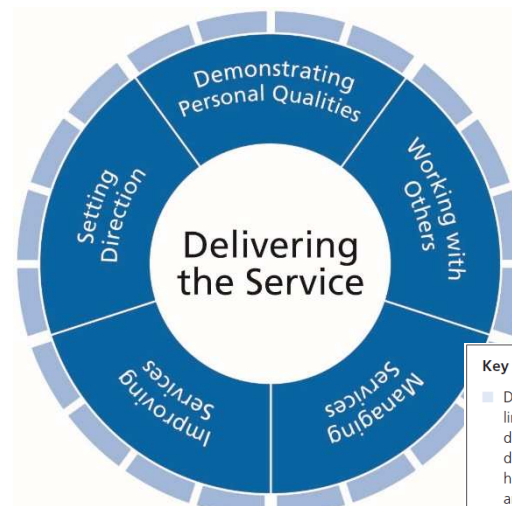 Demonstrating
Personal Qualities
Working with
Others
Managing
Services
Improving
Services
Setting
Direction
Delivering
the Service
Key